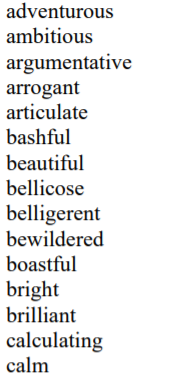 adventurous
ambitious
argumentative
arrogant
articulate
bashful
beautiful
bellicose
belligerent
bewildered
boastful
bright
brilliant
calculating
calm